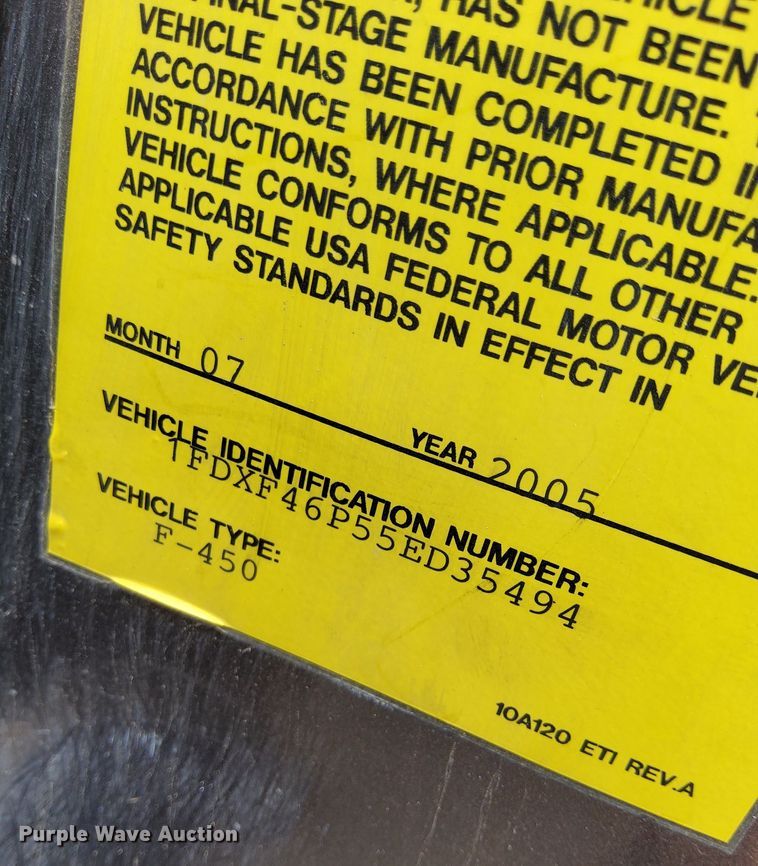 HAS NOT BEEN
FINAL-STAGE MANUFACTURE.
VEHICLE HAS BEEN COMPLETED
ACCORDANCE WITH PRIOR MANUFA
INSTRUCTIONS, WHERE APPLICABLE.
VEHICLE CONFORMS TO ALL OTHER
APPLICABLE USA FEDERAL MOTOR VE
SAFETY STANDARDS IN EFFECT IN
MONTH 07
YEAR 2005
VEHICLE IDENTIFICATION NUMBER:
1FDXF46P55ED35494
VEHICLE TYPE:
F-450
10A120 ETI REV.A
Purple Wave Auction